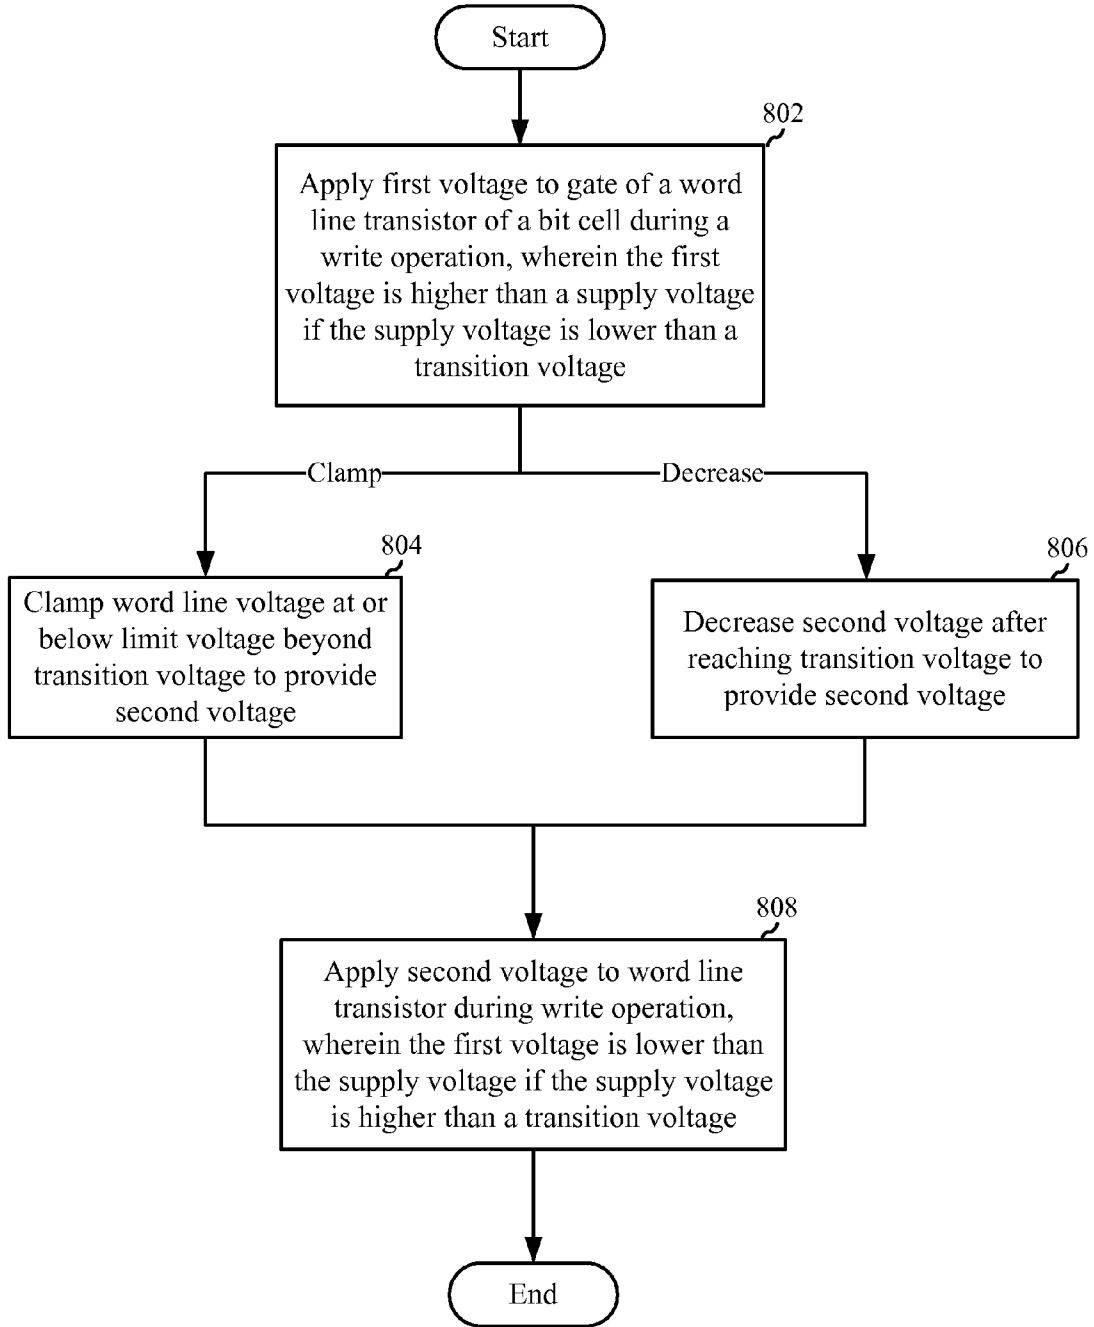 Start
802
Apply first voltage to gate of a word
line transistor of a bit cell during a
write operation, wherein the first
voltage is higher than a supply voltage
if the supply voltage is lower than a
transition voltage
Clamp
Decrease
804
Clamp word line voltage at or
below limit voltage beyond
transition voltage to provide
second voltage
806
Decrease second voltage after
reaching transition voltage to
provide second voltage
808
Apply second voltage to word line
transistor during write operation,
wherein the first voltage is lower than
the supply voltage if the supply voltage
is higher than a transition voltage
End